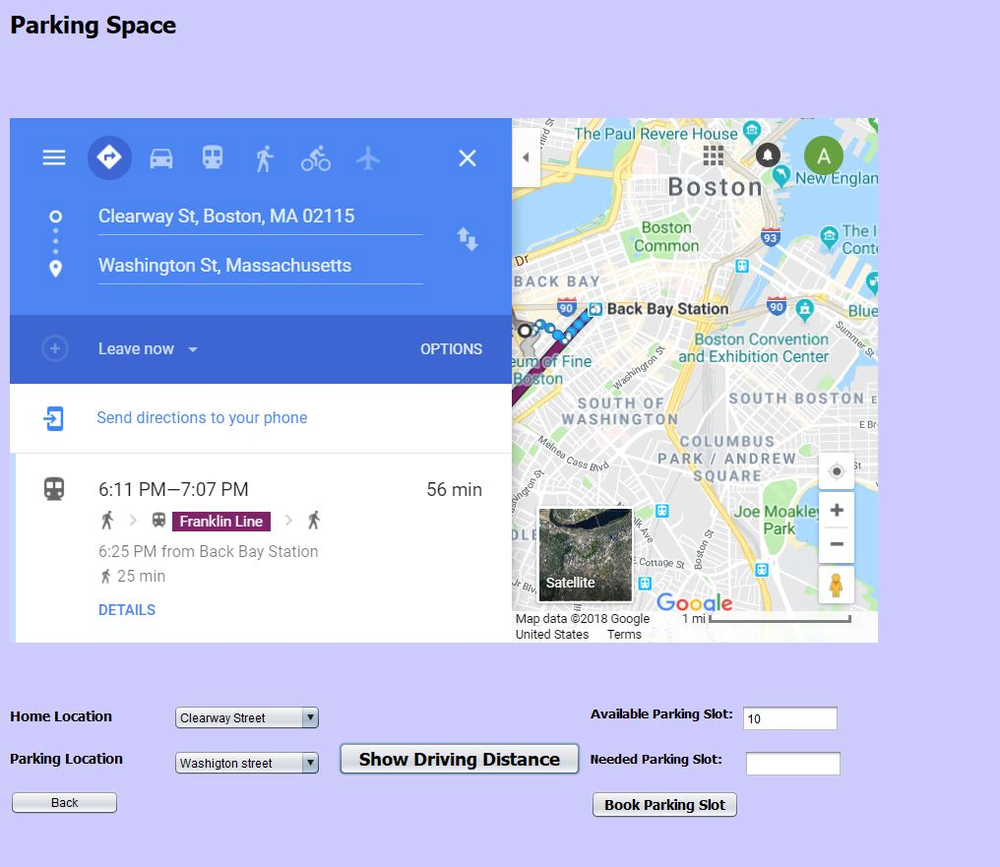 Parking Space
Clearway St, Boston, MA 02115
Washington St, Massachusetts
Leave now
OPTIONS
Send directions to your phone
6:11 PM—7:07 PM
56 min
Franklin Line
6:25 PM from Back Bay Station
25 min
DETAILS
The Paul Revere House
A
Boston
New England
Boston
Common
93
The I
Conte
Dr
BACK BAY
90
Back Bay Station
90
Blue
Summer St
Boston Convention
and Exhibition Center
eum of Fine
Boston
Washington St
SOUTH OF
WASHINGTON
SOUTH BOSTON
E Br
COLUMBUS
PARK / ANDREW
SQUARE
Melnea Cass Blvd
Joe Moakley
Park
Boston St
E Cottage St
Satellite
Google
Map data ©2018 Google
1 mi
United States
Terms
Home Location
Clearway Street
Available Parking Slot:
10
Parking Location
Washigton street
Show Driving Distance
Needed Parking Slot:
Back
Book Parking Slot